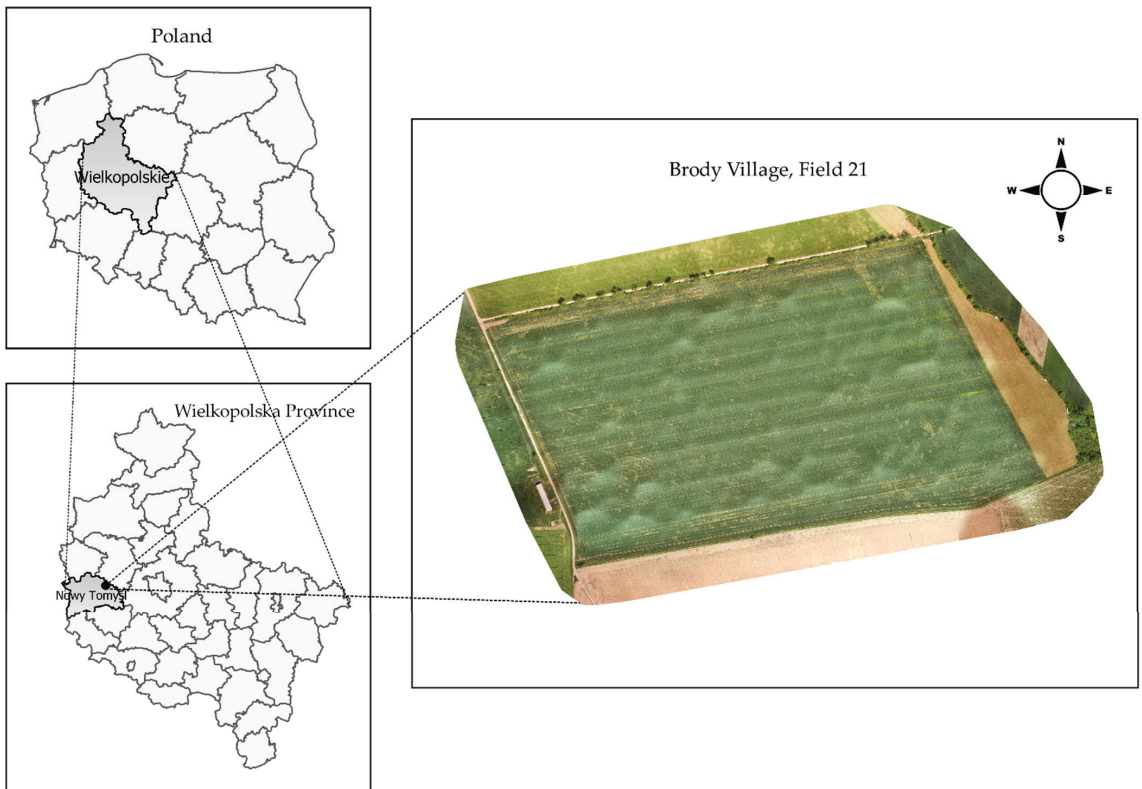 Poland
Wielkopolskie
Wielkopolska Province
Nowy Tomyśl
Brody Village, Field 21
N
W
E
S